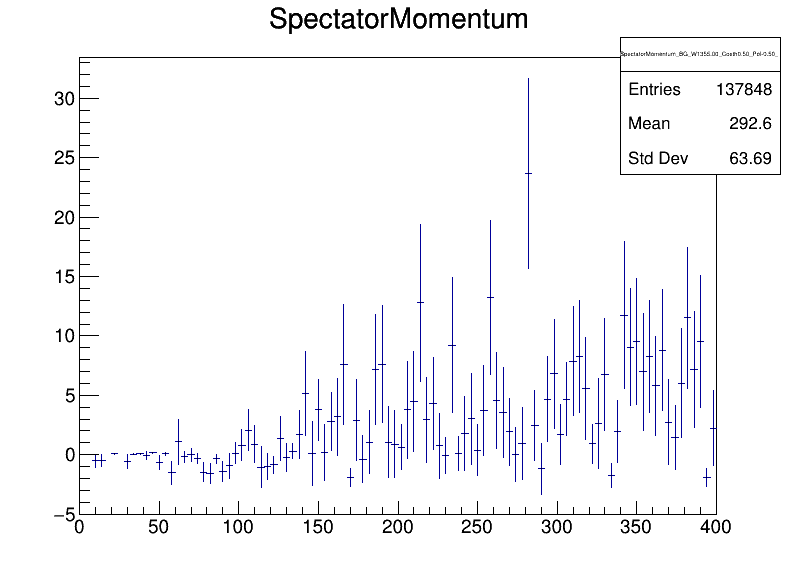 SpectatorMomentum
SpectatorMomentum_BG_W1355.00_Costh0.50_Pol-0.50_
Entries 137848
Mean 292.6
Std Dev 63.69
30
25
20
15
10
5
0
−5
0 50 100 150 200 250 300 350 400